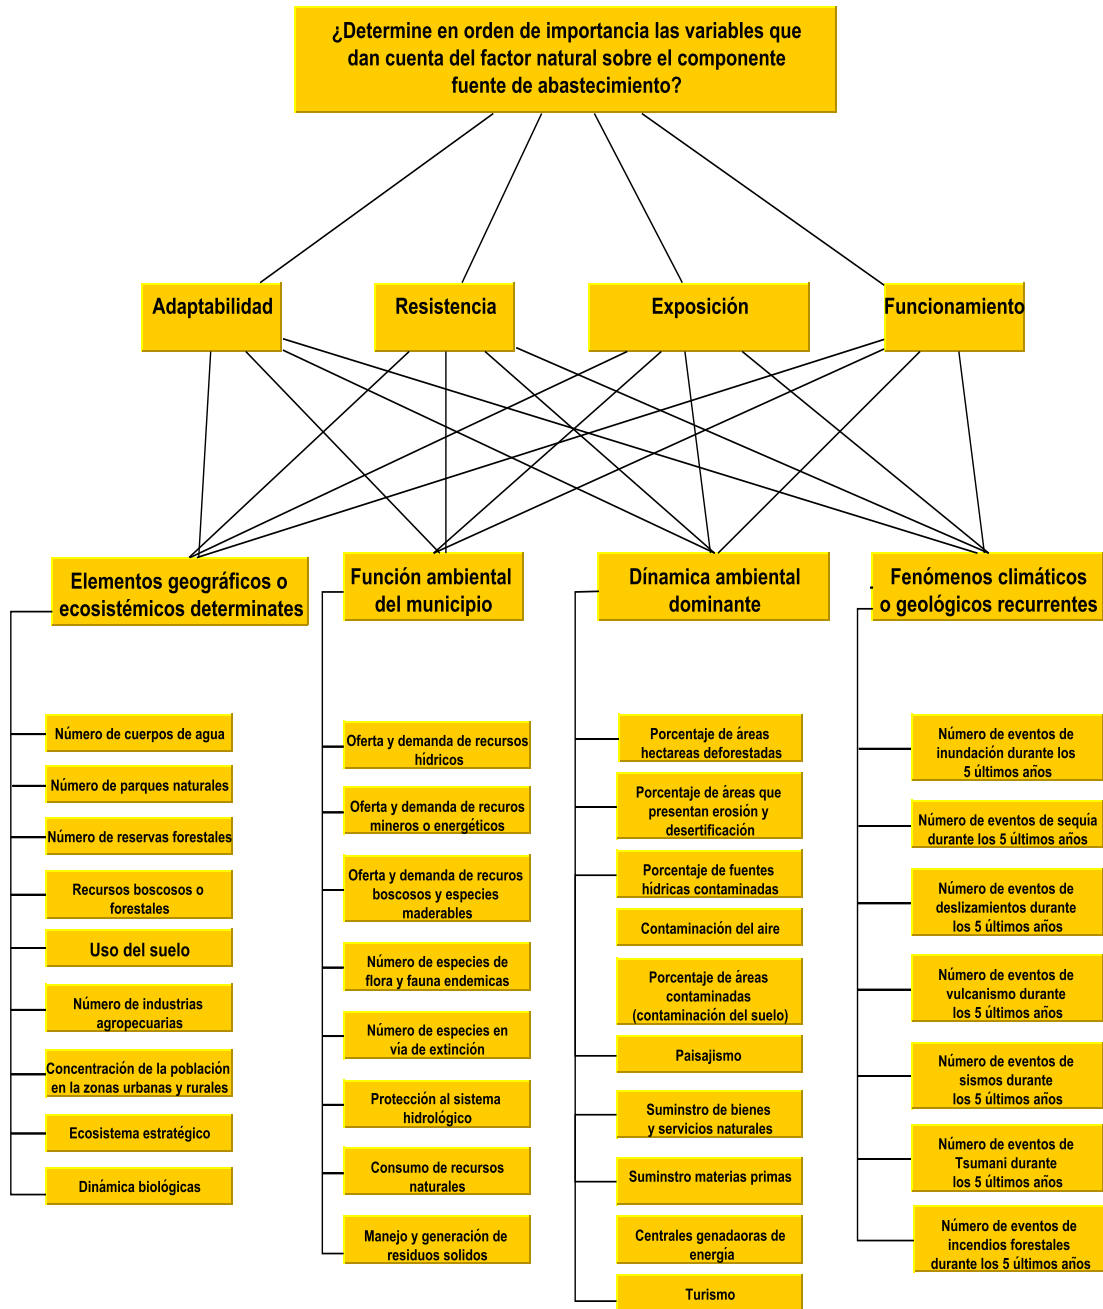 ¿Determine en orden de importancia las variables que
dan cuenta del factor natural sobre el componente
fuente de abastecimiento?
Adaptabilidad
Resistencia
Exposición
Funcionamiento
Elementos geográficos o
ecosistémicos determinates
Función ambiental
del municipio
Dínamica ambiental
dominante
Fenómenos climáticos
o geológicos recurrentes
Número de cuerpos de agua
Número de parques naturales
Número de reservas forestales
Recursos boscosos o
forestales
Uso del suelo
Número de industrias
agropecuarias
Concentración de la población
en la zonas urbanas y rurales
Ecosistema estratégico
Dinámica biológicas
Oferta y demanda de recursos
hídricos
Oferta y demanda de recuros
mineros o energéticos
Oferta y demanda de recuros
boscosos y especies
maderables
Número de especies de
flora y fauna endemicas
Número de especies en
vía de extinción
Protección al sistema
hidrológico
Consumo de recursos
naturales
Manejo y generación de
residuos solidos
Porcentaje de áreas
hectareas deforestadas
Porcentaje de áreas que
presentan erosión y
desertificación
Porcentaje de fuentes
hídricas contaminadas
Contaminación del aire
Porcentaje de áreas
contaminadas
(contaminación del suelo)
Paisajismo
Suminstro de bienes
y servicios naturales
Suminstro materias primas
Centrales genadaoras de
energía
Turismo
Número de eventos de
inundación durante los
5 últimos años
Número de eventos de sequía
durante los 5 últimos años
Número de eventos de
deslizamientos durante
los 5 últimos años
Número de eventos de
vulcanismo durante
los 5 últimos años
Número de eventos de
sismos durante
los 5 últimos años
Número de eventos de
Tsumani durante
los 5 últimos años
Número de eventos de
incendios forestales
durante los 5 últimos años